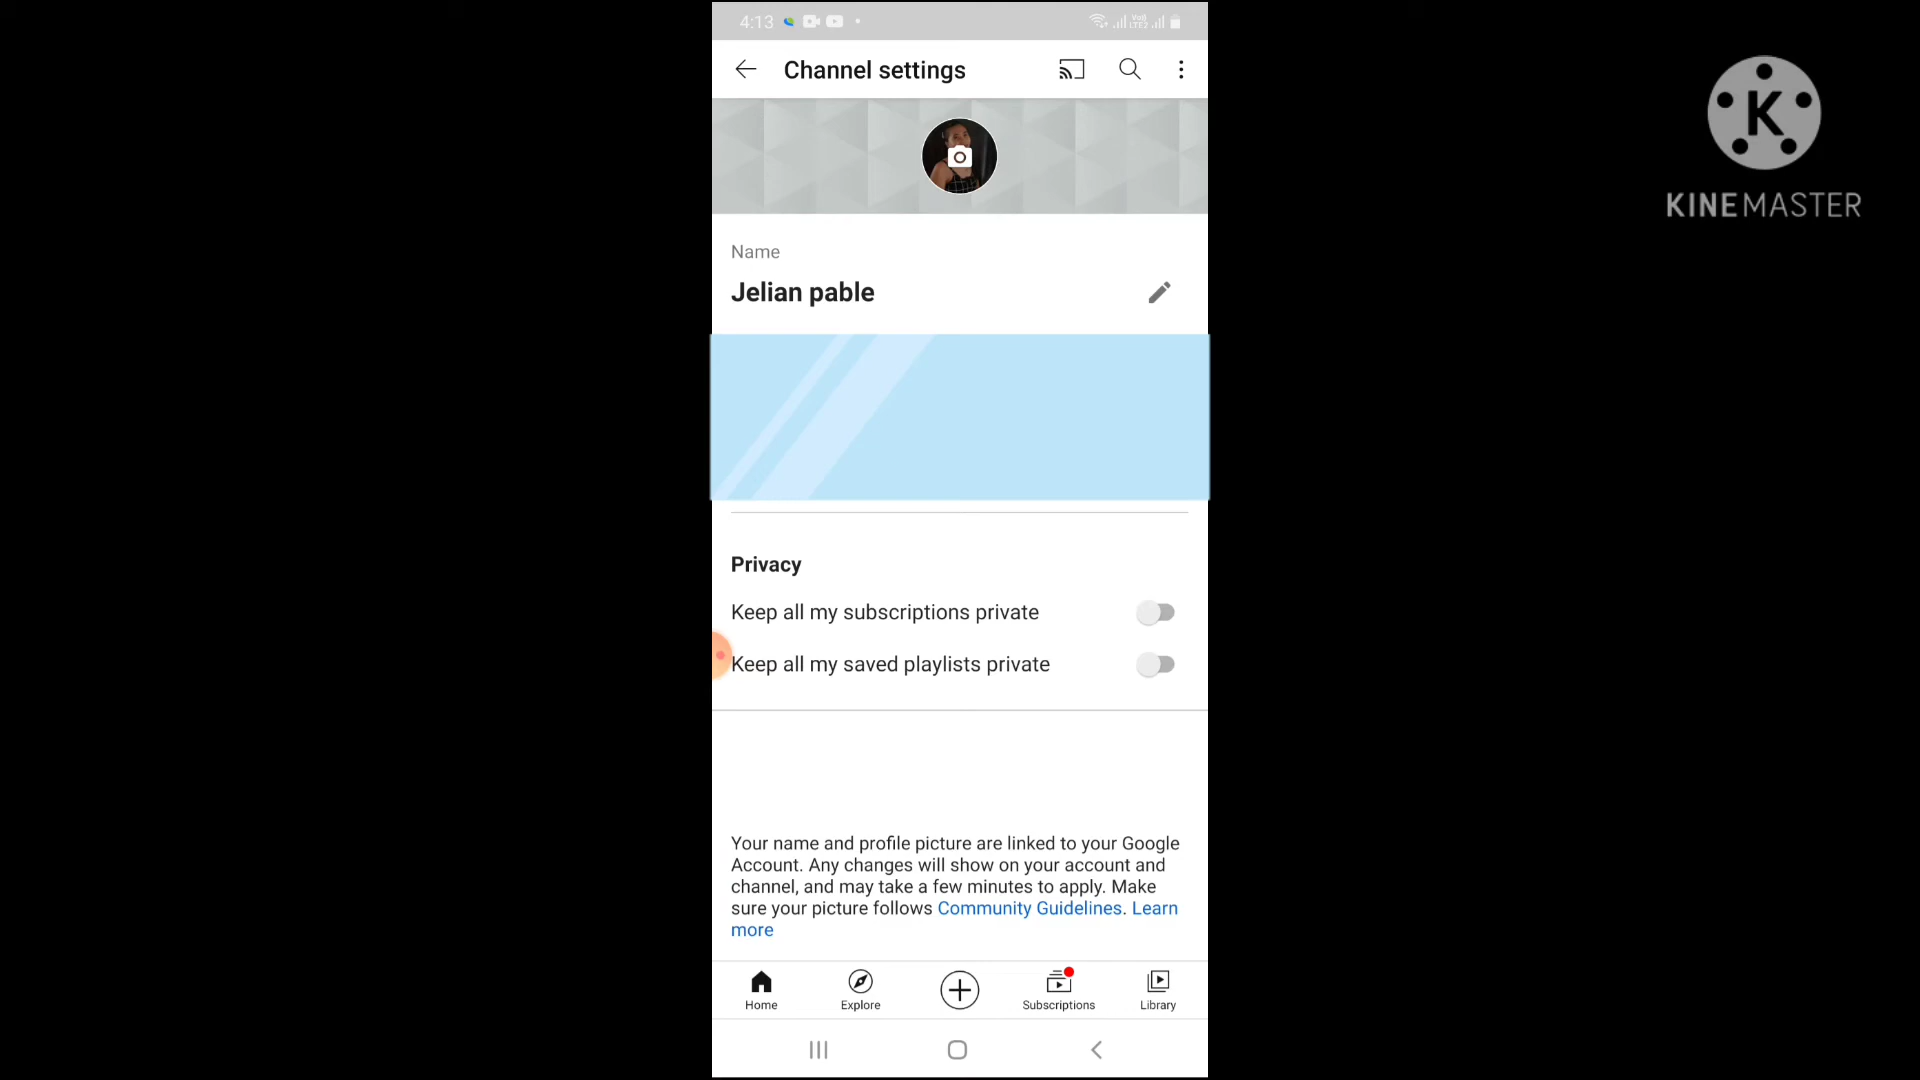 4:13
Channel settings
KINEMASTER
Name
Jelian pable
Privacy
Keep all my subscriptions private
Keep all my saved playlists private
Your name and profile picture are linked to your Google
Account. Any changes will show on your account and
channel, and may take a few minutes to apply. Make
sure your picture follows Community Guidelines. Learn
more
Home
Explore
Subscriptions
Library